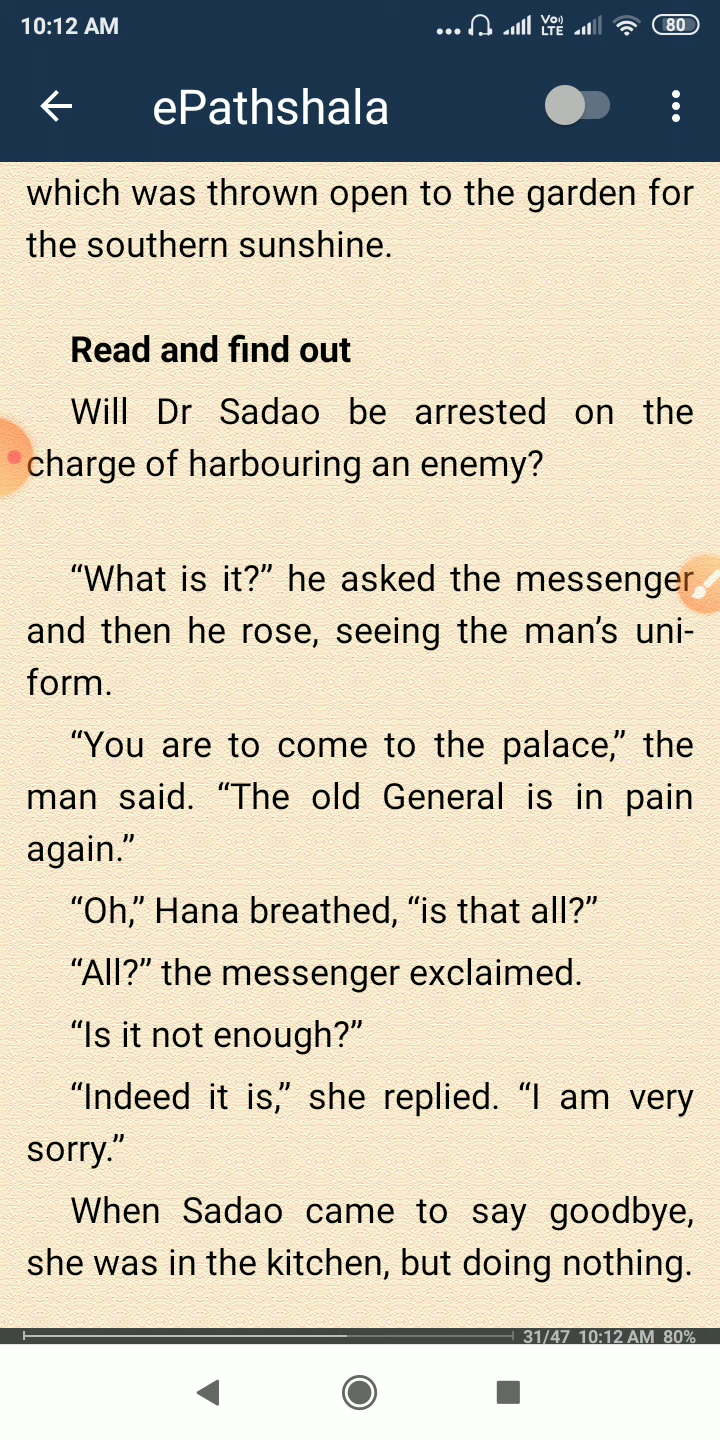 10:12 AM
Vo))
LTE
80
ePathshala
which was thrown open to the garden for
the southern sunshine.
Read and find out
Will Dr Sadao be arrested on the
charge of harbouring an enemy?
“What is it?” he asked the messenger
and then he rose, seeing the man’s uni-
form.
“You are to come to the palace,” the
man said. “The old General is in pain
again.”
“Oh,” Hana breathed, “is that all?”
“All?” the messenger exclaimed.
“Is it not enough?”
“Indeed it is,” she replied. “I am very
sorry.”
When Sadao came to say goodbye,
she was in the kitchen, but doing nothing.
31/47 10:12 AM 80%